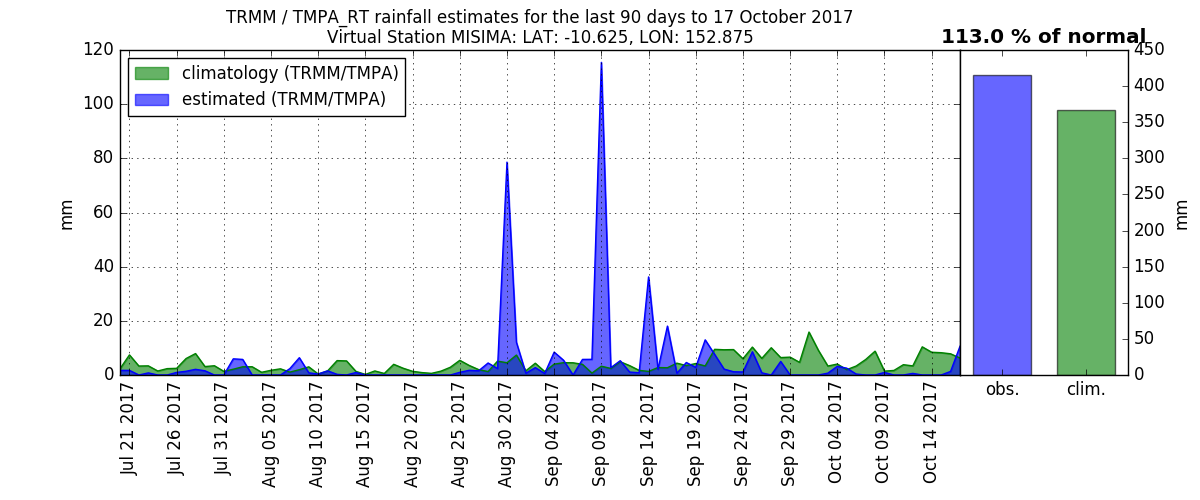 TRMM / TMPA_RT rainfall estimates for the last 90 days to 17 October 2017
Virtual Station MISIMA: LAT: -10.625, LON: 152.875
113.0 % of normal
climatology (TRMM/TMPA)
estimated (TRMM/TMPA)
mm
120
100
80
60
40
20
0
Jul 21 2017
Jul 26 2017
Jul 31 2017
Aug 05 2017
Aug 10 2017
Aug 15 2017
Aug 20 2017
Aug 25 2017
Aug 30 2017
Sep 04 2017
Sep 09 2017
Sep 14 2017
Sep 19 2017
Sep 24 2017
Sep 29 2017
Oct 04 2017
Oct 09 2017
Oct 14 2017
450
400
350
300
250
200
150
100
50
0
mm
obs.
clim.